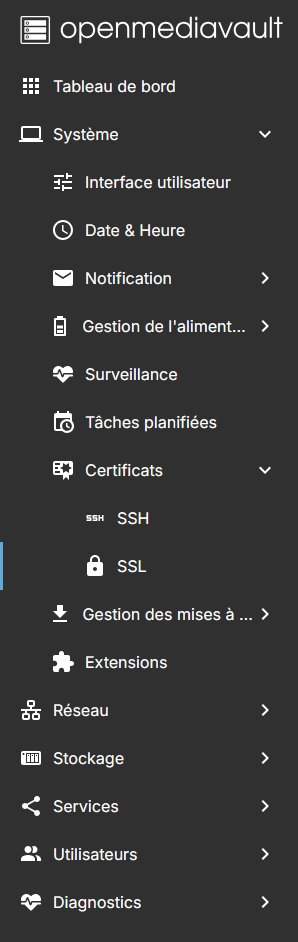 openmediavault
Tableau de bord
Système
Interface utilisateur
Date & Heure
Notification
Gestion de l'aliment...
Surveillance
Tâches planifiées
Certificats
SSH SSH
SSL
Gestion des mises à ...
Extensions
Réseau
Stockage
Services
Utilisateurs
Diagnostics